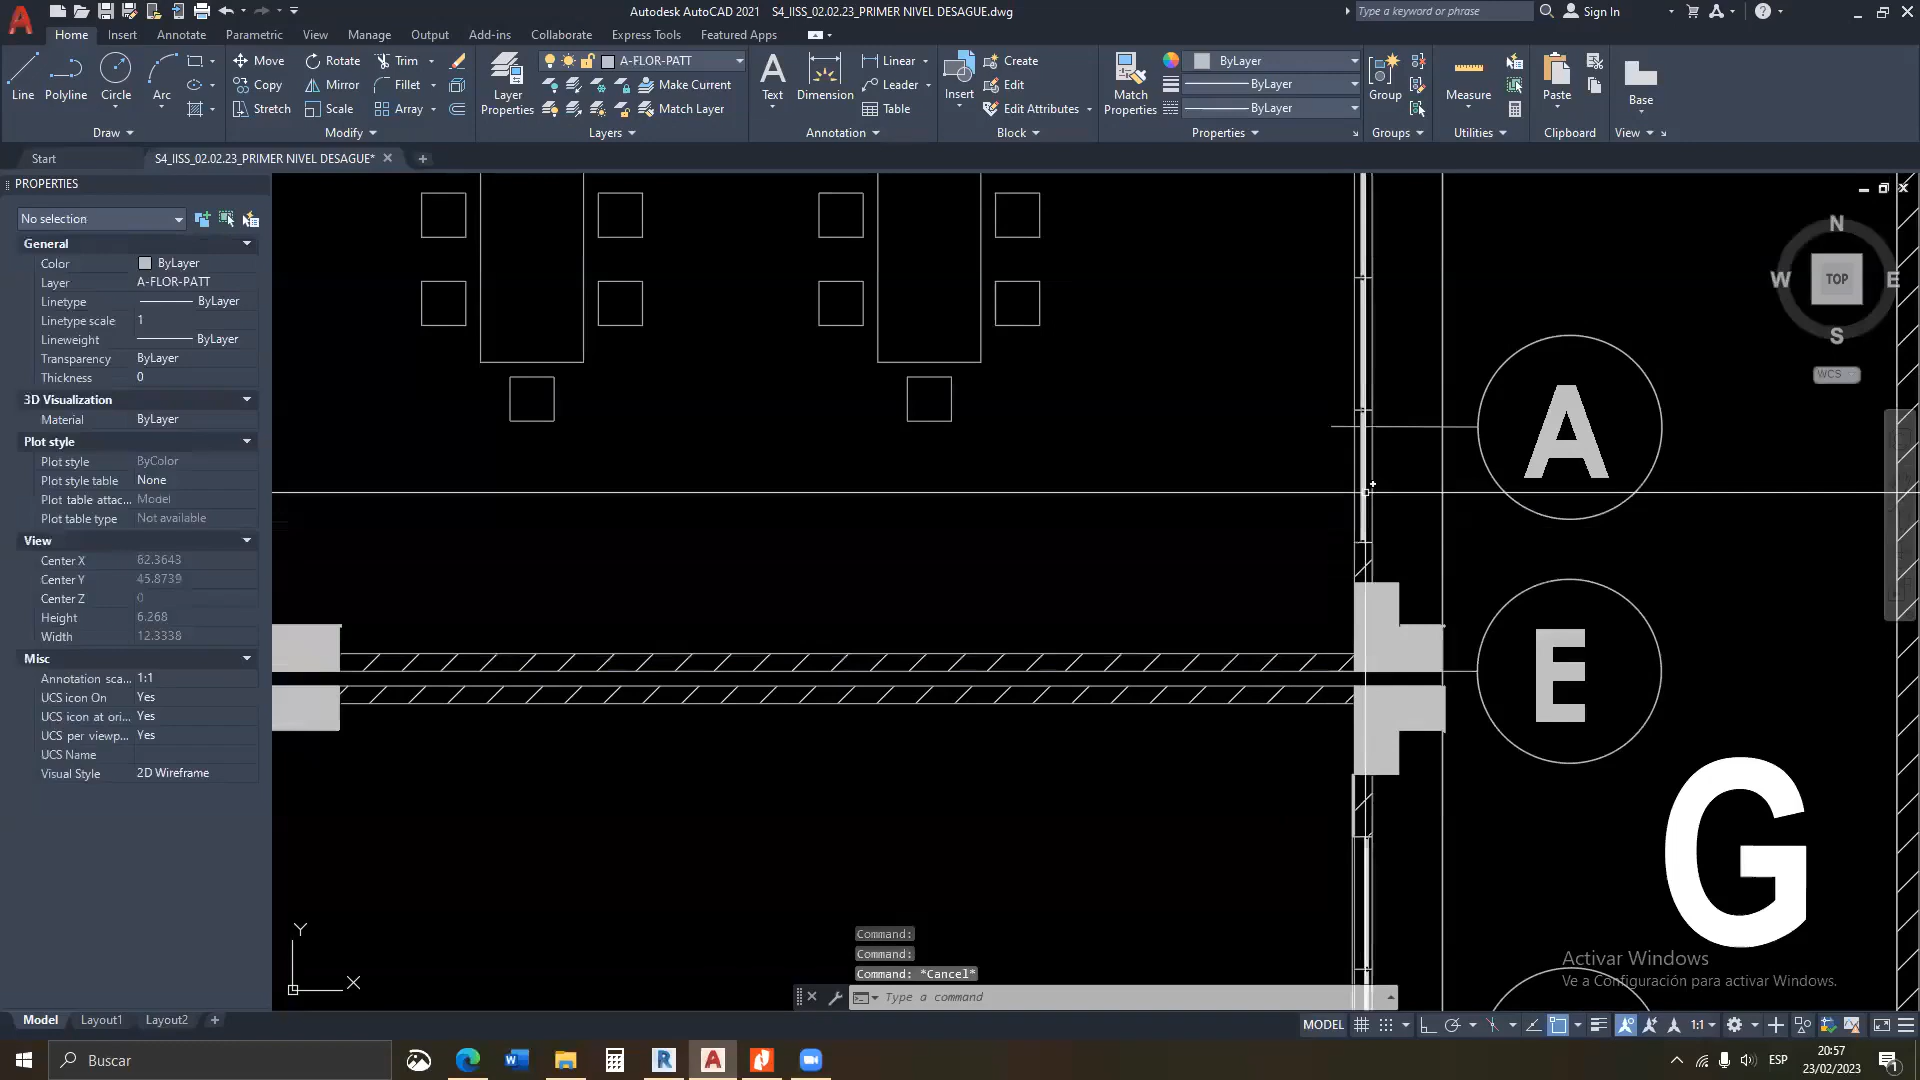 Autodesk AutoCAD 2021 S4_IISS_02.02.23_PRIMER NIVEL DESAGUE.dwg
Type a keyword or phrase
Sign In
Home Insert Annotate Parametric View Manage Output Add-ins Collaborate Express Tools Featured Apps
Line Polyline Circle Arc
Move Rotate Trim
Copy Mirror Fillet
Stretch Scale Array
Layer Properties
A-FLOR-PATT
Make Current
Match Layer
Text Dimension
Linear
Leader
Table
Insert
Create
Edit
Edit Attributes
Match Properties
ByLayer
ByLayer
ByLayer
Group Measure Paste Base
Draw Modify Layers Annotation Block Properties Groups Utilities Clipboard View
Start S4_IISS_02.02.23_PRIMER NIVEL DESAGUE*
PROPERTIES
No selection
General
Color ByLayer
Layer A-FLOR-PATT
Linetype ByLayer
Linetype scale 1
Lineweight ByLayer
Transparency ByLayer
Thickness 0
3D Visualization
Material ByLayer
Plot style
Plot style ByColor
Plot style table None
Plot table attac... Model
Plot table type Not available
View
Center X 62.3643
Center Y 45.8739
Center Z 0
Height 6.268
Width 12.3338
Misc
Annotation sca... 1:1
UCS icon On Yes
UCS icon at ori... Yes
UCS per viewp... Yes
UCS Name
Visual Style 2D Wireframe
N
W TOP E
S
WCS
A
E
G
Y
X
Command:
Command:
Command: *Cancel*
Type a command
Activar Windows
Ve a Configuración para activar Windows.
Model Layout1 Layout2
MODEL 1:1
Buscar
ESP
20:57
23/02/2023
1